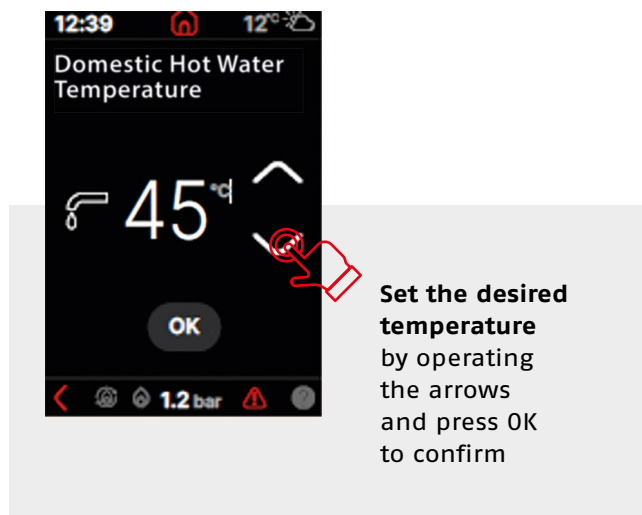 12:39 12°C
Domestic Hot Water
Temperature
45°C
OK
1.2 bar ?
Set the desired
temperature
by operating
the arrows
and press OK
to confirm